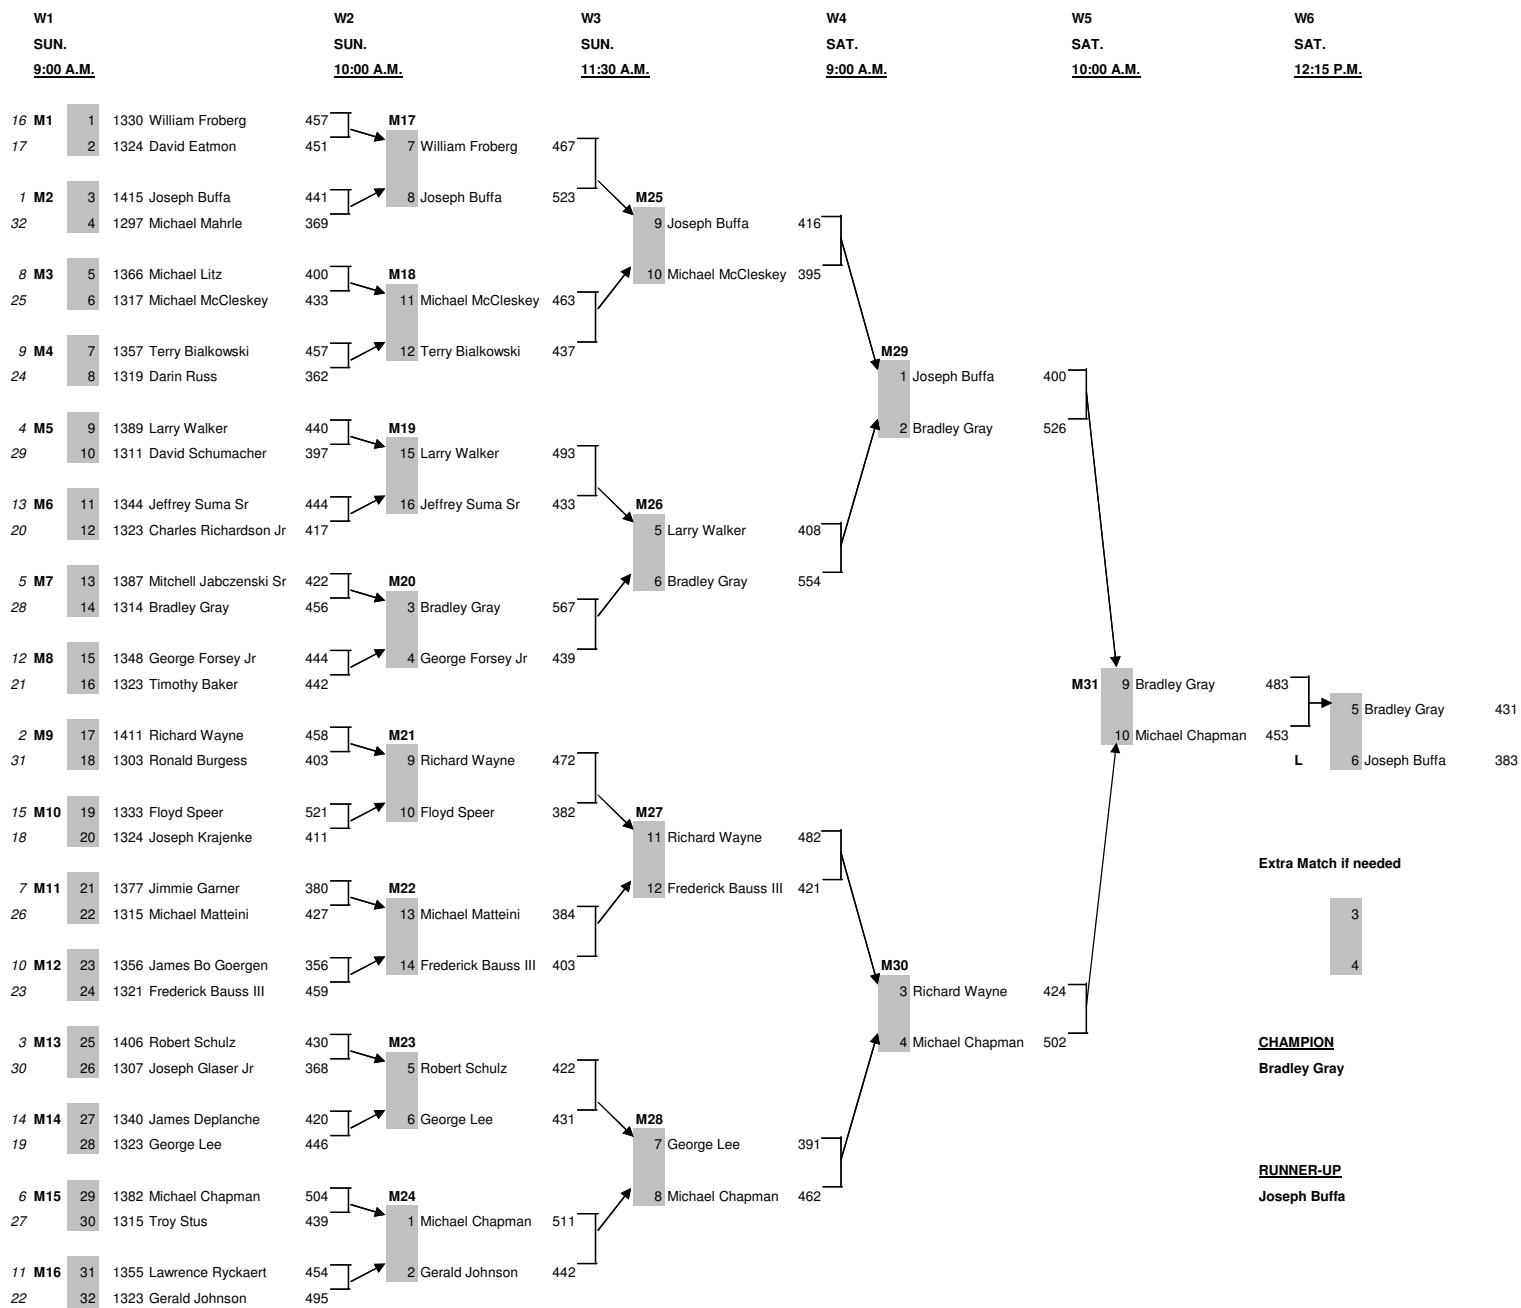 W1 W2 W3 W4 W5 W6
SUN. SUN. SUN. SAT. SAT. SAT.
9:00 A.M. 10:00 A.M. 11:30 A.M. 9:00 A.M. 10:00 A.M. 12:15 P.M.
16 M1 1 1330 William Froberg 457 M17
17 2 1324 David Eatmon 451 7 William Froberg 467
1 M2 3 1415 Joseph Buffa 441 8 Joseph Buffa 523 M25
32 4 1297 Michael Mahrle 369 9 Joseph Buffa 416
8 M3 5 1366 Michael Litz 400 M18 10 Michael McCleskey 395
25 6 1317 Michael McCleskey 433 11 Michael McCleskey 463
9 M4 7 1357 Terry Bialkowski 457 12 Terry Bialkowski 437 M29
24 8 1319 Darin Russ 362 1 Joseph Buffa 400
4 M5 9 1389 Larry Walker 440 M19 2 Bradley Gray 526
29 10 1311 David Schumacher 397 15 Larry Walker 493
13 M6 11 1344 Jeffrey Suma Sr 444 16 Jeffrey Suma Sr 433 M26
20 12 1323 Charles Richardson Jr 417 5 Larry Walker 408
5 M7 13 1387 Mitchell Jabczenski Sr 422 M20 6 Bradley Gray 554
28 14 1314 Bradley Gray 456 3 Bradley Gray 567
12 M8 15 1348 George Forsey Jr 444 4 George Forsey Jr 439
21 16 1323 Timothy Baker 442 M31 9 Bradley Gray 483
5 Bradley Gray 431
2 M9 17 1411 Richard Wayne 458 M21 10 Michael Chapman 453
31 18 1303 Ronald Burgess 403 9 Richard Wayne 472 L 6 Joseph Buffa 383
15 M10 19 1333 Floyd Speer 521 10 Floyd Speer 382 M27
18 20 1324 Joseph Krajenke 411 11 Richard Wayne 482
Extra Match if needed
7 M11 21 1377 Jimmie Garner 380 M22 12 Frederick Bauss III 421
26 22 1315 Michael Matteini 427 13 Michael Matteini 384 3
10 M12 23 1356 James Bo Goergen 356 14 Frederick Bauss III 403 M30 4
23 24 1321 Frederick Bauss III 459 3 Richard Wayne 424
3 M13 25 1406 Robert Schulz 430 M23 4 Michael Chapman 502 CHAMPION
30 26 1307 Joseph Glaser Jr 368 5 Robert Schulz 422 Bradley Gray
14 M14 27 1340 James Deplanche 420 6 George Lee 431 M28
19 28 1323 George Lee 446 7 George Lee 391
RUNNER-UP
6 M15 29 1382 Michael Chapman 504 M24 8 Michael Chapman 462 Joseph Buffa
27 30 1315 Troy Stus 439 1 Michael Chapman 511
11 M16 31 1355 Lawrence Ryckaert 454 2 Gerald Johnson 442
22 32 1323 Gerald Johnson 495